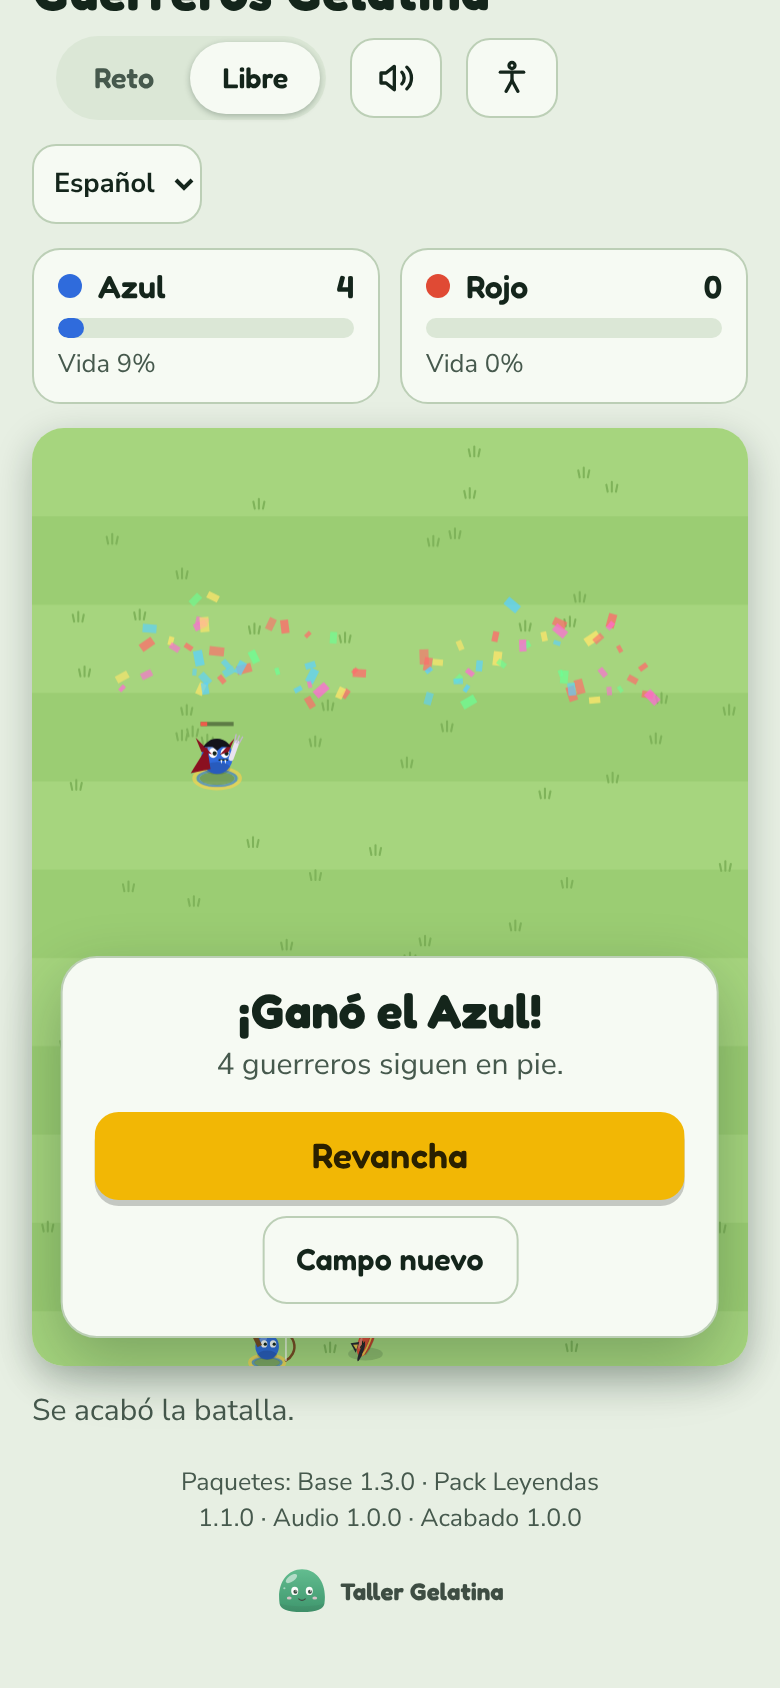 Guerreros Gelatina
Reto
Libre
Español
Azul 4
Vida 9%
Rojo 0
Vida 0%
¡Ganó el Azul!
4 guerreros siguen en pie.
Revancha
Campo nuevo
Se acabó la batalla.
Paquetes: Base 1.3.0 · Pack Leyendas
1.1.0 · Audio 1.0.0 · Acabado 1.0.0
Taller Gelatina